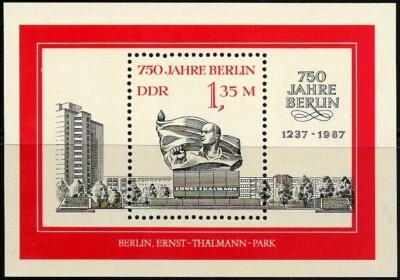 750 JAHRE BERLIN
DDR 1,35 M
ERNST THÄLMANN
750
JAHRE
BERLIN
1237 - 1987
BERLIN, ERNST-THÄLMANN-PARK